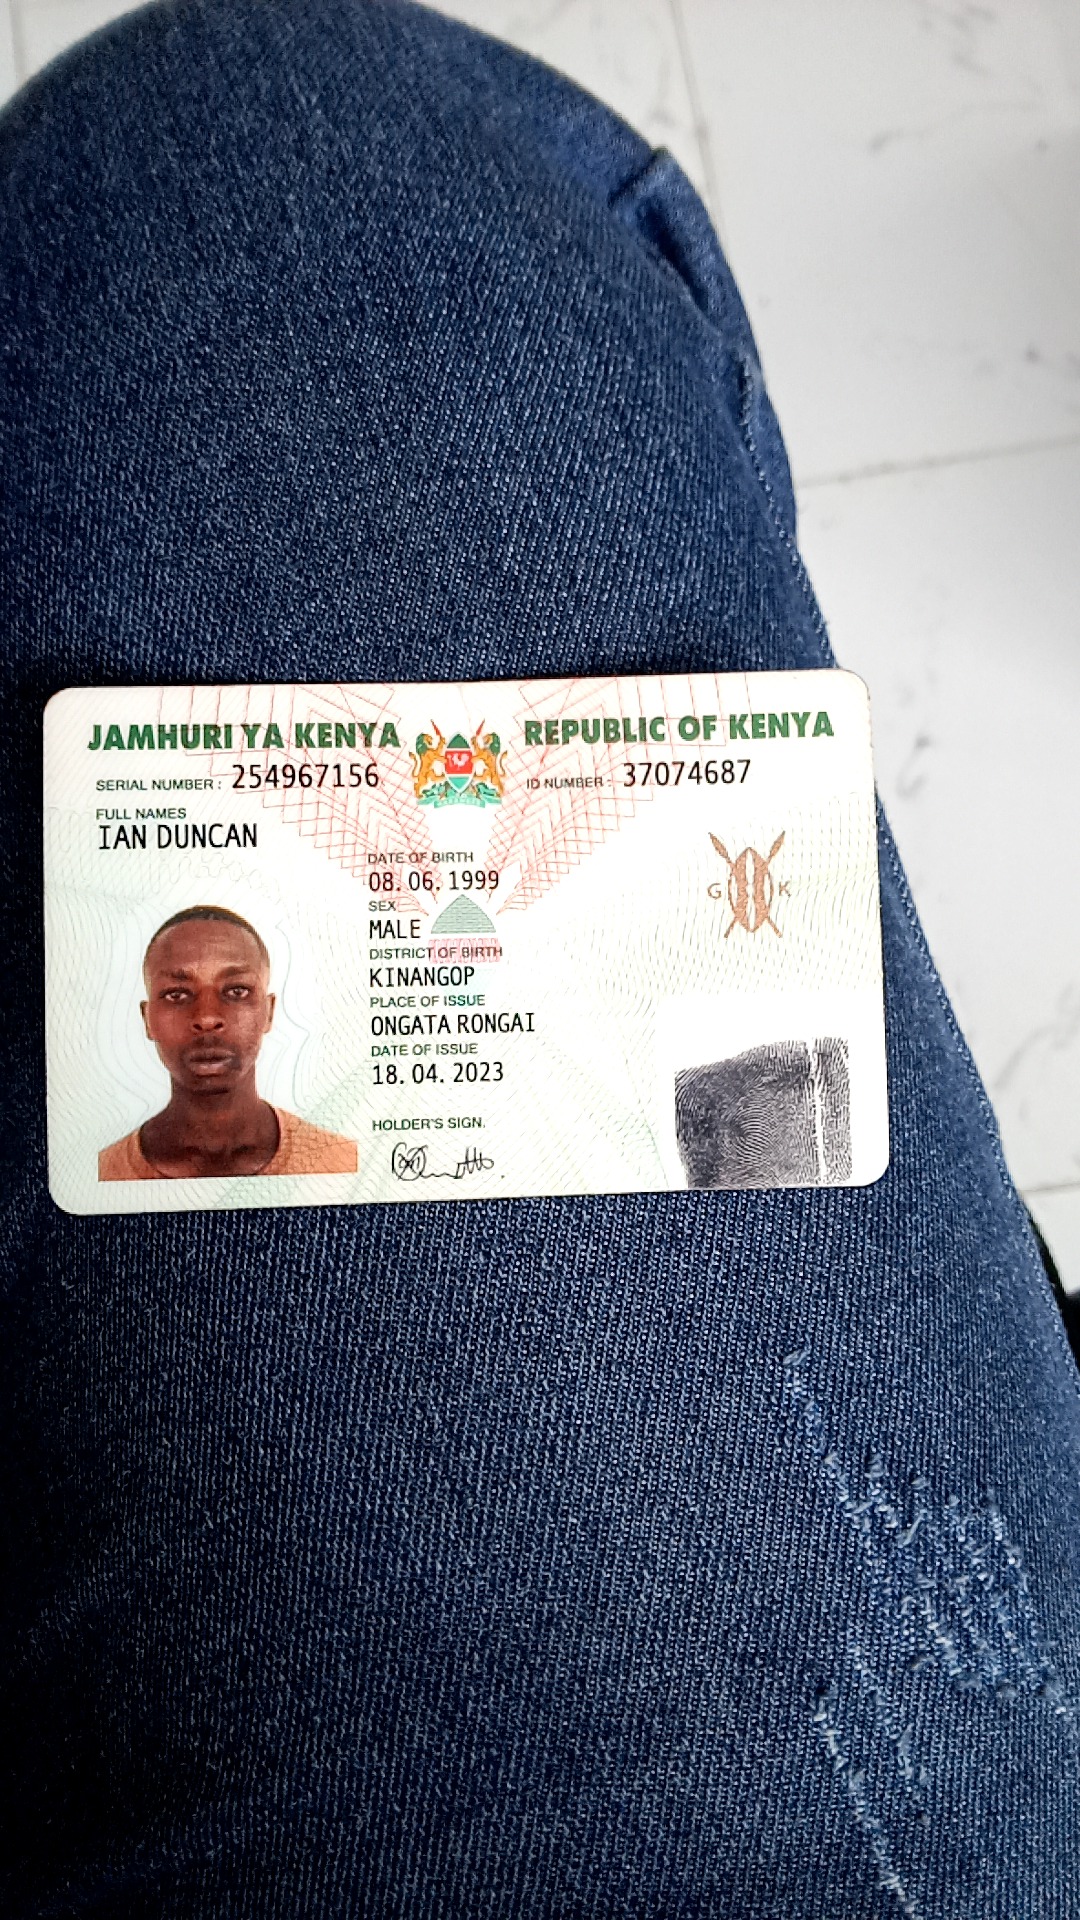 JAMHURI YA KENYA REPUBLIC OF KENYA
SERIAL NUMBER : 254967156 ID NUMBER : 37074687
FULL NAMES
IAN DUNCAN
DATE OF BIRTH
08. 06. 1999
SEX
MALE
DISTRICT OF BIRTH
KINANGOP
PLACE OF ISSUE
ONGATA RONGAI
DATE OF ISSUE
18. 04. 2023
HOLDER'S SIGN.
G K